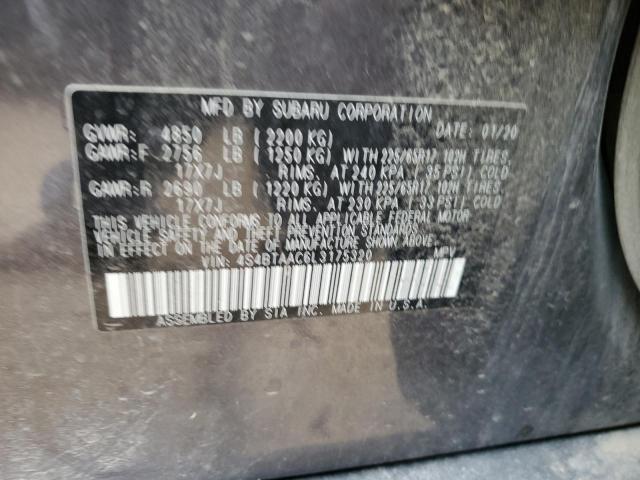 MFD BY SUBARU CORPORATION DATE: 01/20
GVWR: 4850 LB (2200 KG)
GAWR:F 2756 LB (1250 KG) WITH 225/65R17 102H TIRES,
17X7J RIMS, AT 240 KPA (35 PSI) COLD
GAWR:R 2690 LB (1220 KG) WITH 225/65R17 102H TIRES,
17X7J RIMS, AT 230 KPA (33 PSI) COLD
THIS VEHICLE CONFORMS TO ALL APPLICABLE FEDERAL MOTOR
VEHICLE SAFETY AND THEFT PREVENTION STANDARDS
IN EFFECT ON THE DATE OF MANUFACTURE SHOWN ABOVE.
VIN: 4S4BTAAC6L3175320 MPV
ASSEMBLED BY SIA INC. MADE IN U.S.A.